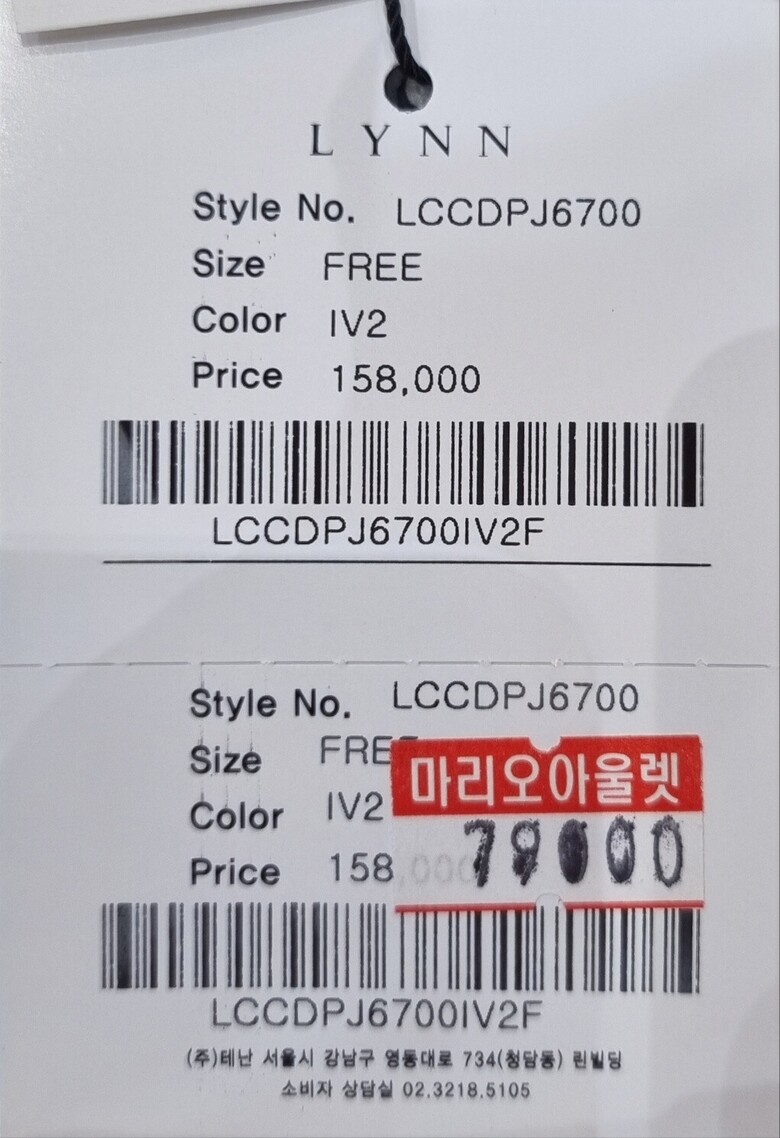 LYNN
Style No. LCCDPJ6700
Size FREE
Color IV2
Price 158,000
LCCDPJ6700IV2F
Style No. LCCDPJ6700
Size FREE
마리오아울렛
Color IV2
79000
Price 158,000
LCCDPJ6700IV2F
(주)테난 서울시 강남구 영동대로 734(청담동) 린빌딩
소비자 상담실 02.3218.5105